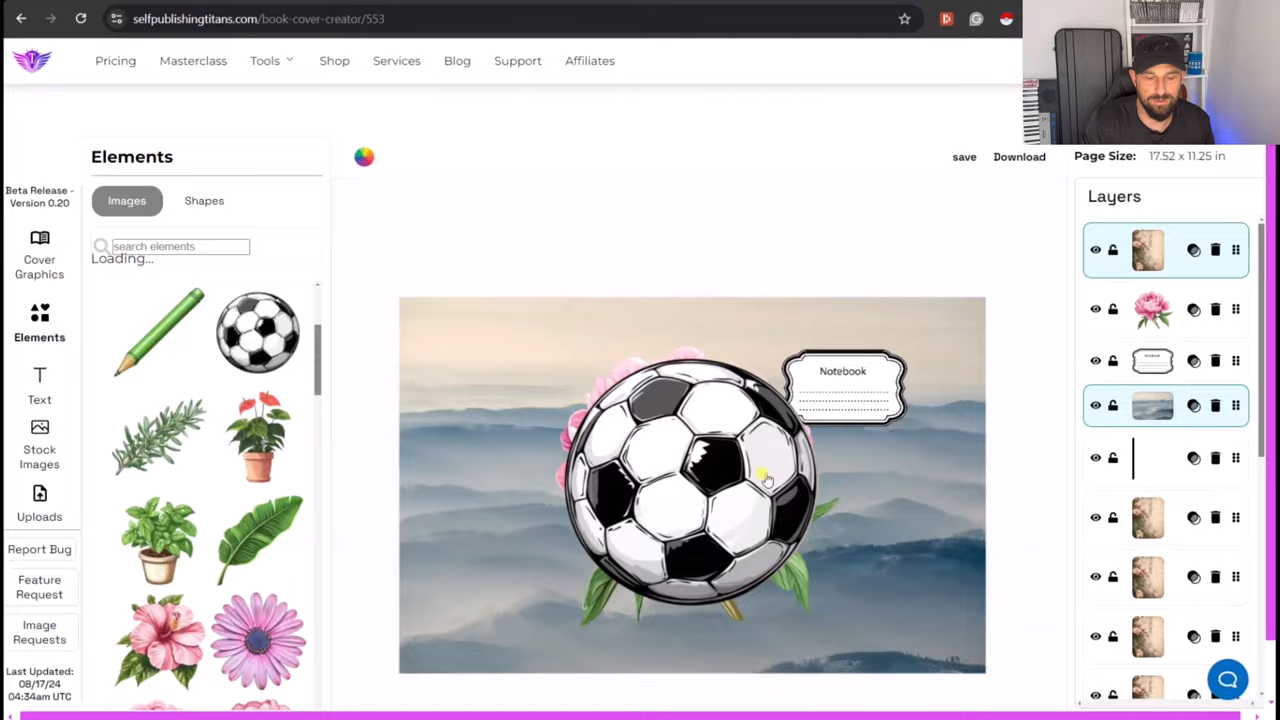 selfpublishingtitans.com/book-cover-creator/553
Pricing
Masterclass
Tools
Shop
Services
Blog
Support
Affiliates
Elements
save
Download
Page Size:
17.52 x 11.25 in
Beta Release -
Version 0.20
Images
Shapes
Layers
search elements
Loading...
Cover
Graphics
Elements
Text
Stock
Images
Uploads
Report Bug
Feature
Request
Image
Requests
Last Updated:
08/17/24
04:34am UTC
Notebook